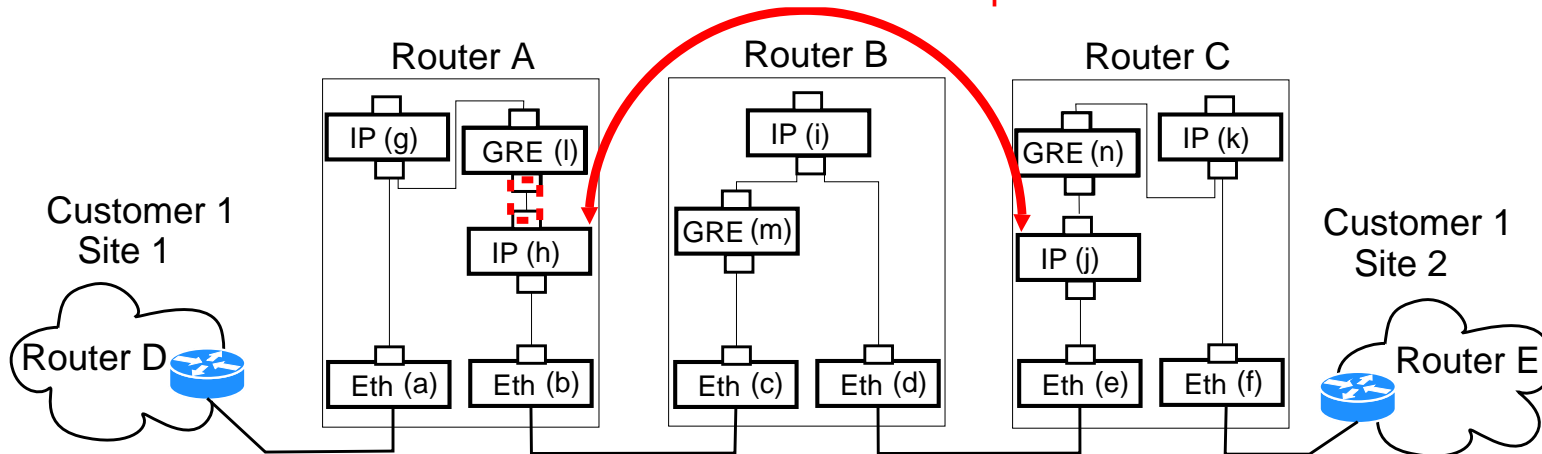 Router A
Router B
Router C
IP (g)
GRE (l)
IP (i)
GRE (n)
IP (k)
Customer 1
Site 1
IP (h)
GRE (m)
IP (j)
Customer 1
Site 2
Router D
Eth (a)
Eth (b)
Eth (c)
Eth (d)
Eth (e)
Eth (f)
Router E